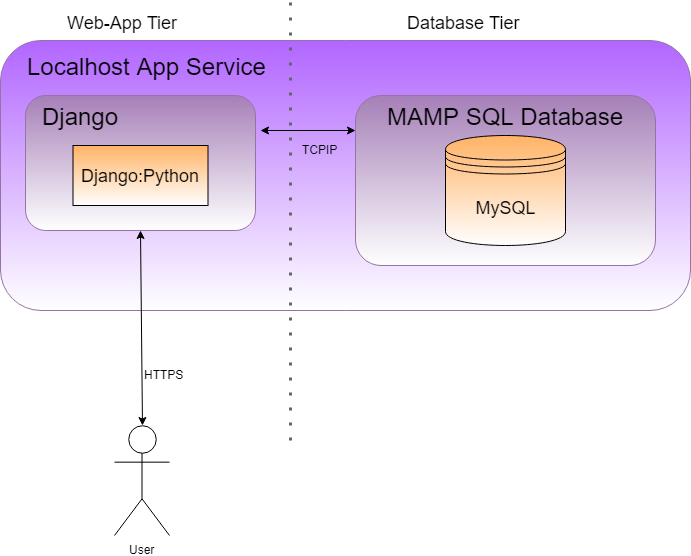 Web-App Tier
Database Tier
Localhost App Service
Django
MAMP SQL Database
Django:Python
TCPIP
MySQL
HTTPS
User